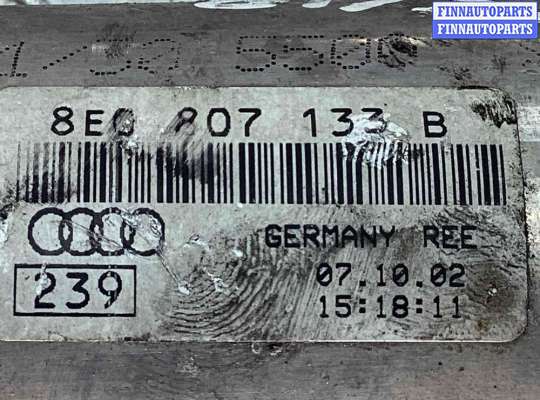 FINNAUTOPARTS
FINNAUTOPARTS
8E0 807 133 B
GERMANY REE
239
07.10.02
15:18:11